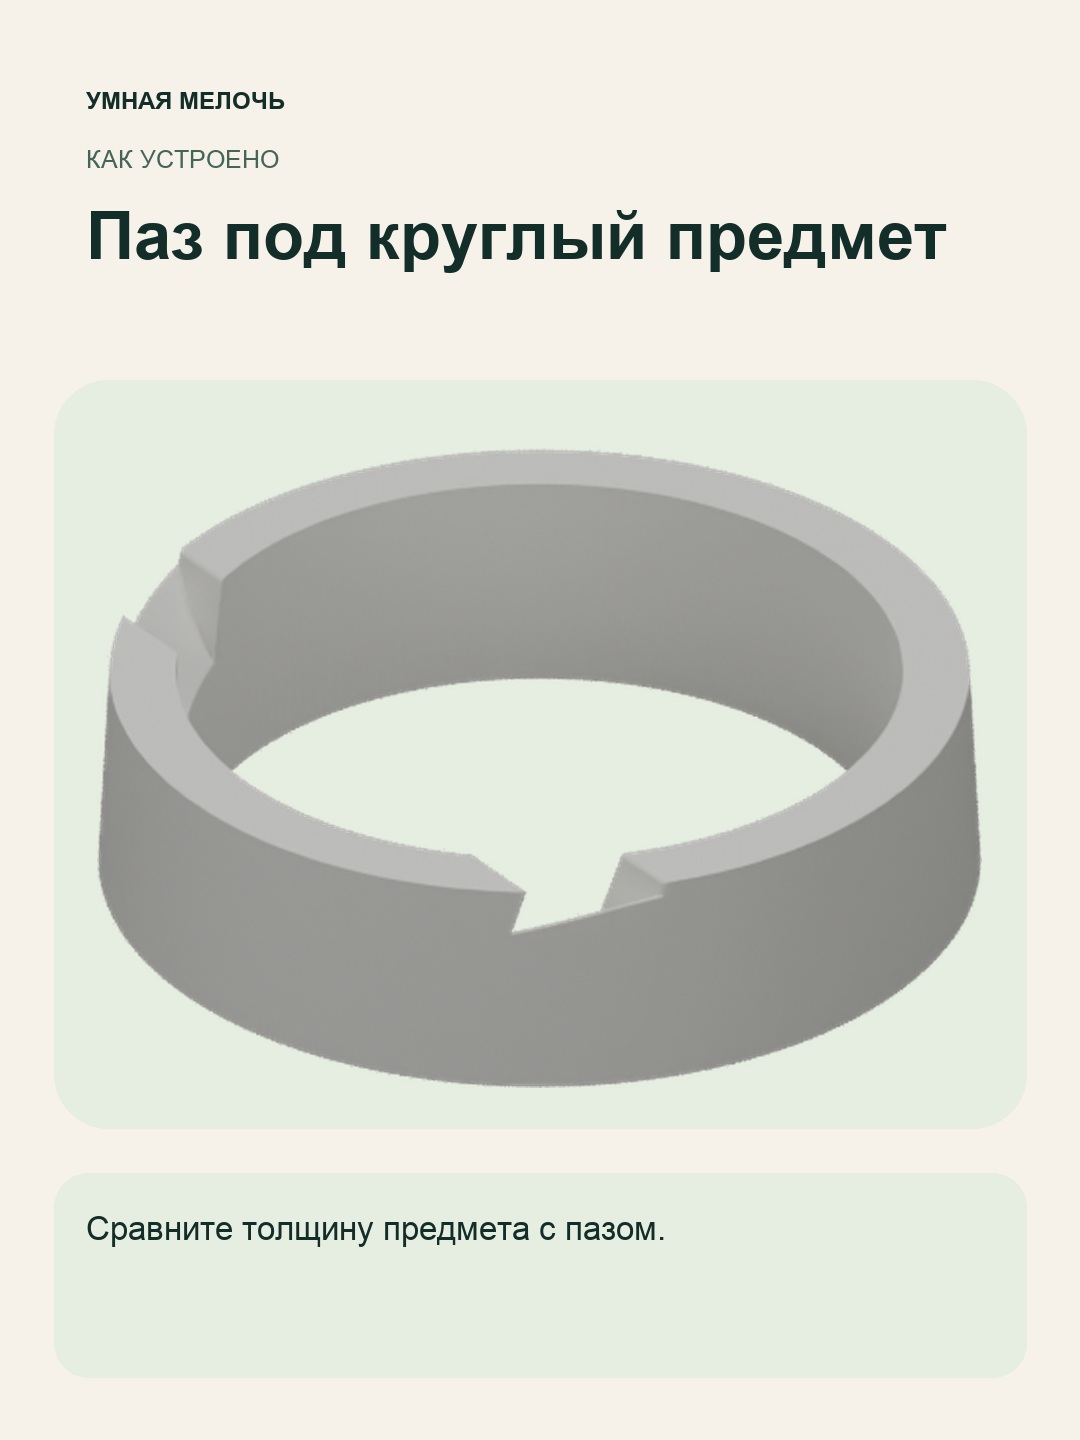 УМНАЯ МЕЛОЧЬ
КАК УСТРОЕНО
Паз под круглый предмет
Сравните толщину предмета с пазом.